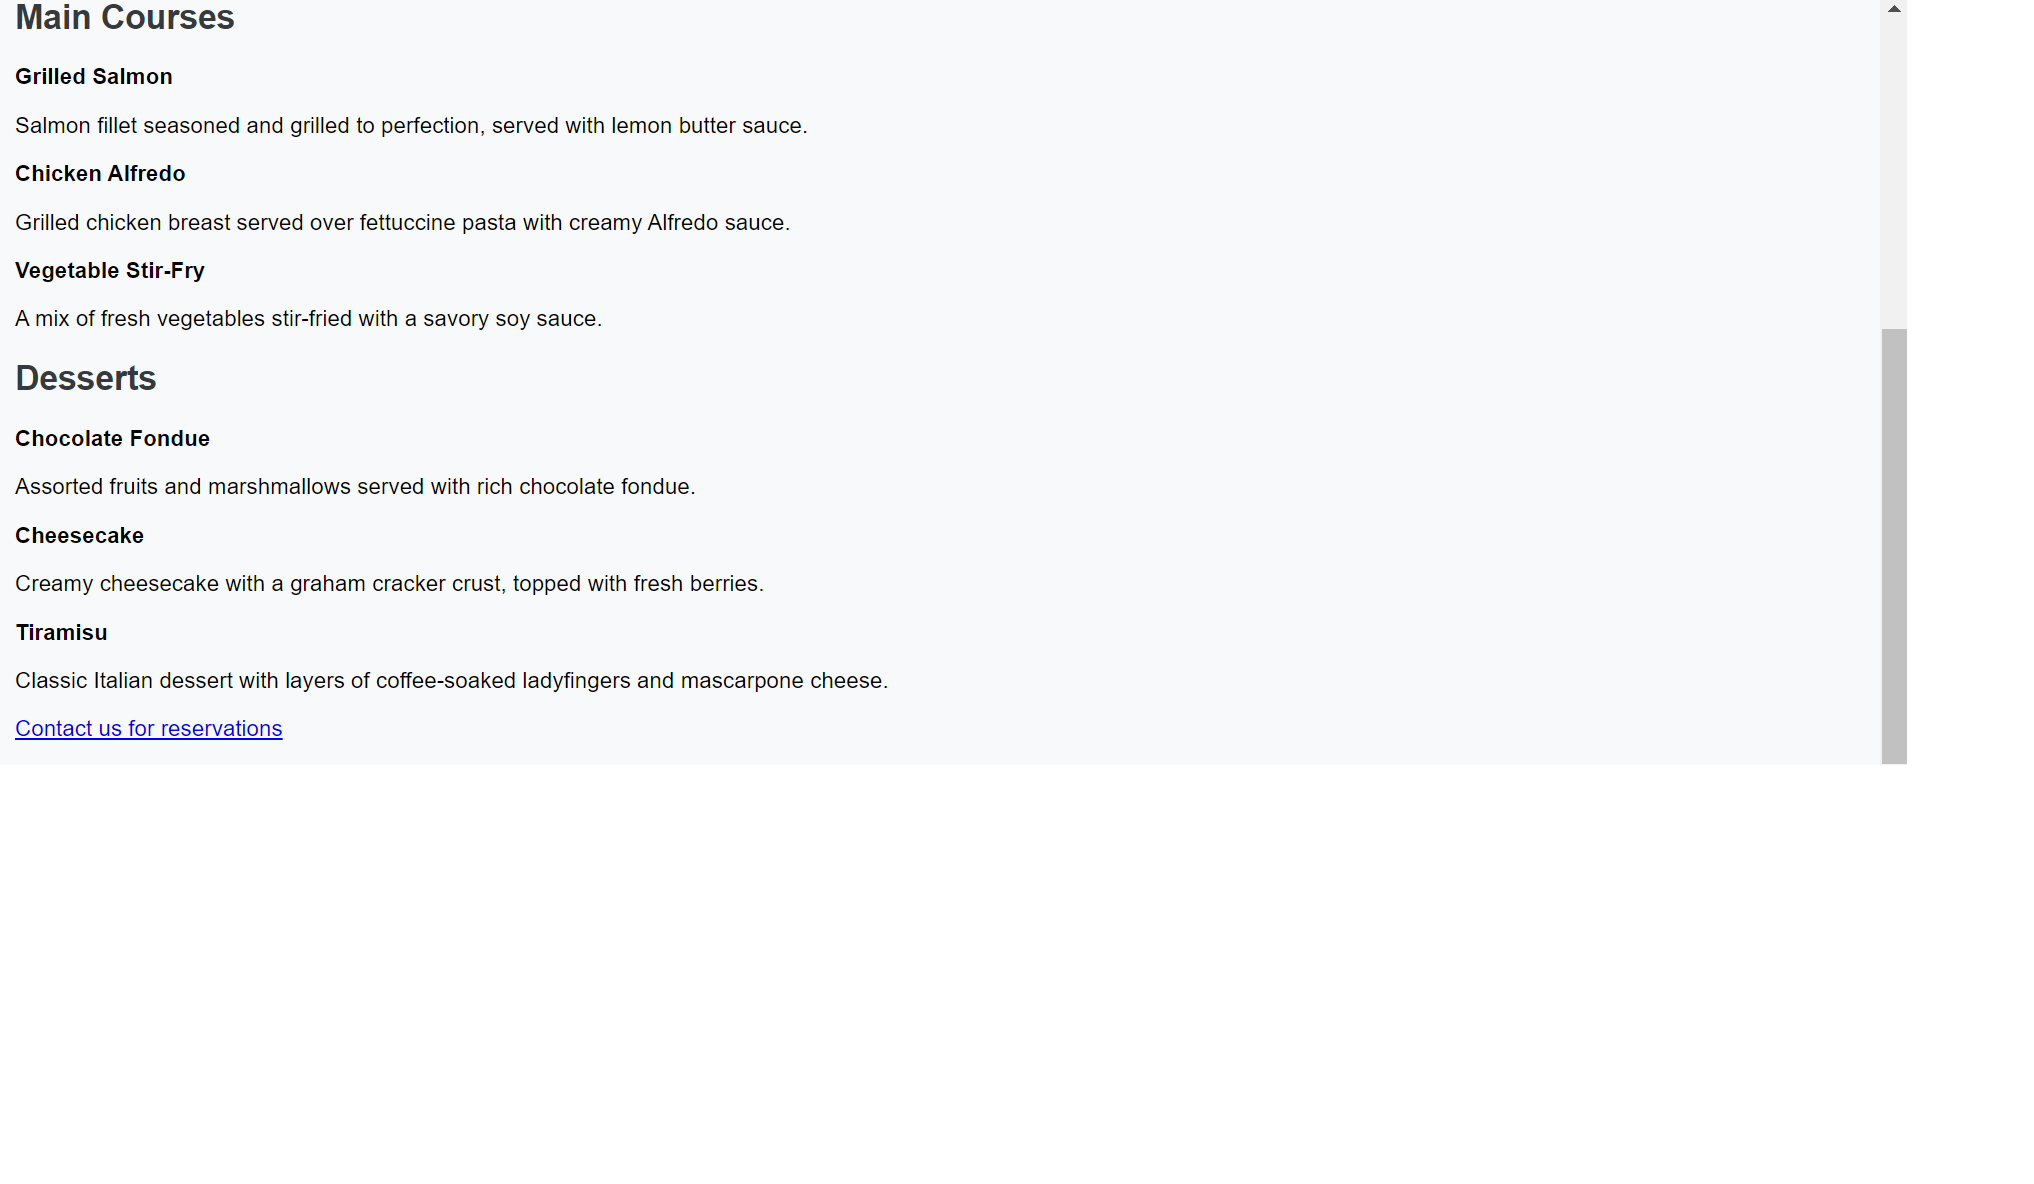 Main Courses
Grilled Salmon
Salmon fillet seasoned and grilled to perfection, served with lemon butter sauce.
Chicken Alfredo
Grilled chicken breast served over fettuccine pasta with creamy Alfredo sauce.
Vegetable Stir-Fry
A mix of fresh vegetables stir-fried with a savory soy sauce.
Desserts
Chocolate Fondue
Assorted fruits and marshmallows served with rich chocolate fondue.
Cheesecake
Creamy cheesecake with a graham cracker crust, topped with fresh berries.
Tiramisu
Classic Italian dessert with layers of coffee-soaked ladyfingers and mascarpone cheese.
Contact us for reservations